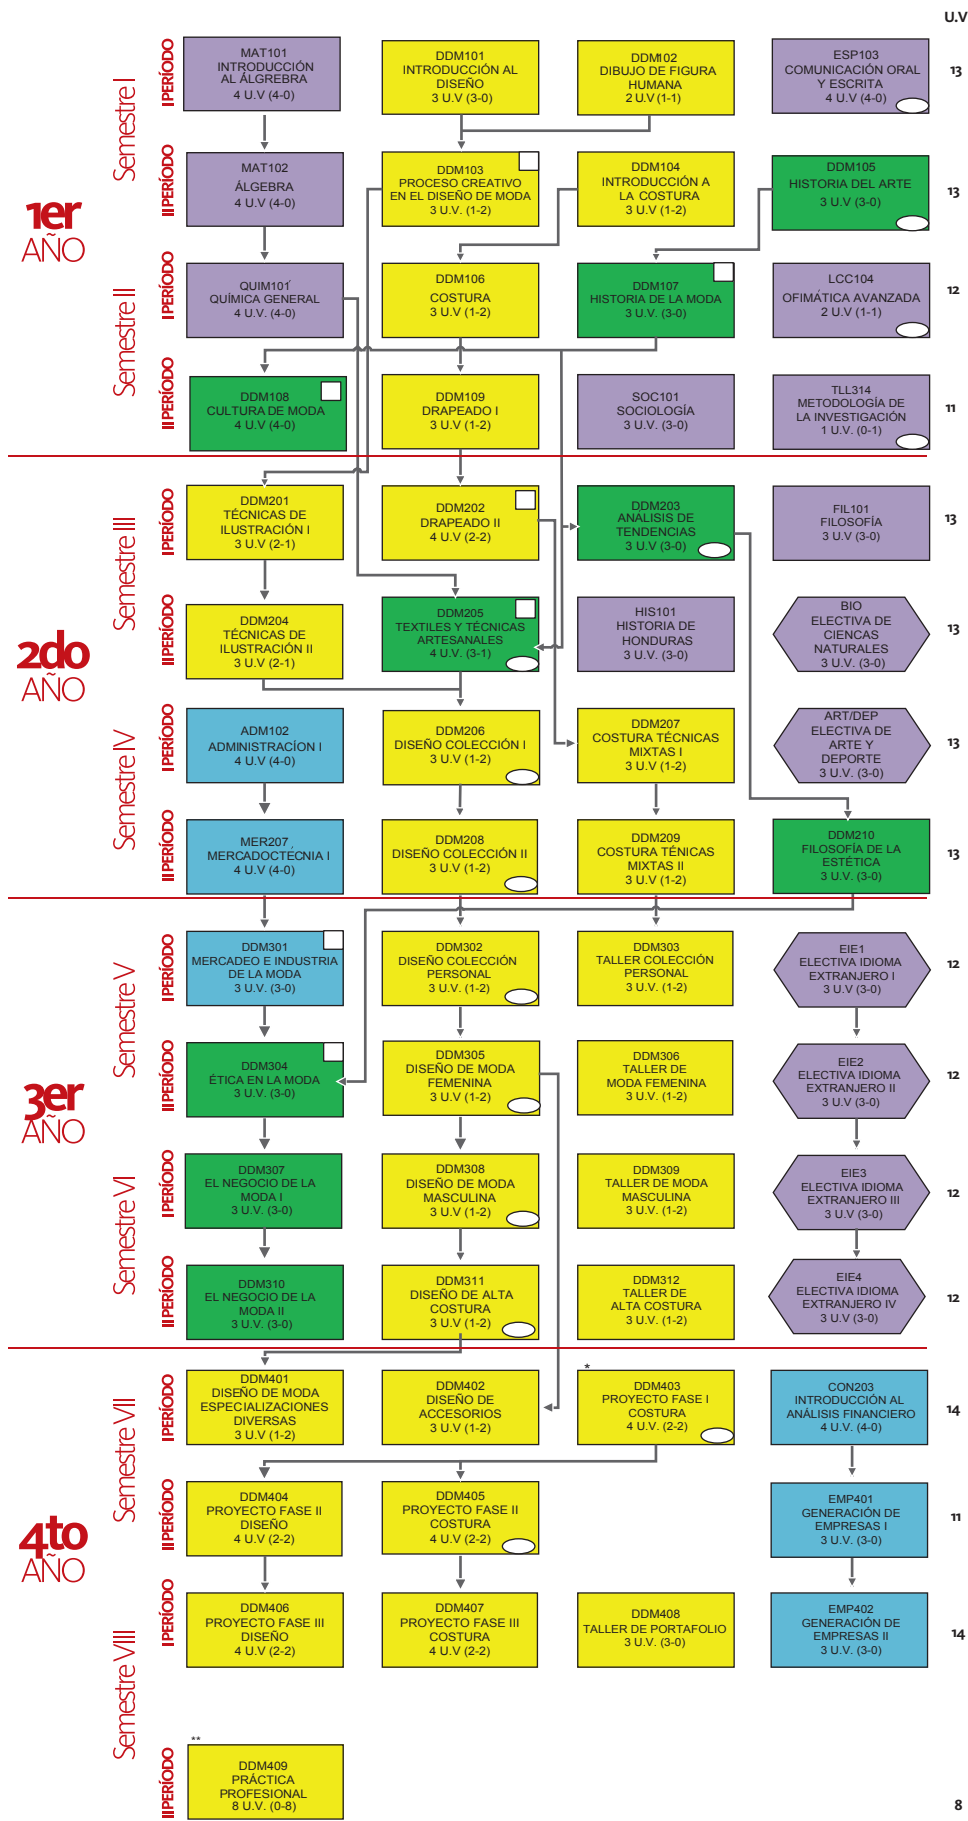 U.V
1er
AÑO
Semestre I
I PERÍODO
MAT101
INTRODUCCIÓN
AL ÁLGREBRA
4 U.V (4-0)
DDM101
INTRODUCCIÓN AL
DISEÑO
3 U.V (3-0)
DDM102
DIBUJO DE FIGURA
HUMANA
2 U.V (1-1)
ESP103
COMUNICACIÓN ORAL
Y ESCRITA
4 U.V (4-0)
13
II PERÍODO
MAT102
ÁLGEBRA
4 U.V (4-0)
DDM103
PROCESO CREATIVO
EN EL DISEÑO DE MODA
3 U.V. (1-2)
DDM104
INTRODUCCIÓN A
LA COSTURA
3 U.V (1-2)
DDM105
HISTORIA DEL ARTE
3 U.V (3-0)
13
Semestre II
I PERÍODO
QUIM101
QUÍMICA GENERAL
4 U.V. (4-0)
DDM106
COSTURA
3 U.V (1-2)
DDM107
HISTORIA DE LA MODA
3 U.V. (3-0)
LCC104
OFIMÁTICA AVANZADA
2 U.V (1-1)
12
II PERÍODO
DDM108
CULTURA DE MODA
4 U.V (4-0)
DDM109
DRAPEADO I
3 U.V (1-2)
SOC101
SOCIOLOGÍA
3 U.V. (3-0)
TLL314
METODOLOGÍA DE
LA INVESTIGACIÓN
1 U.V. (0-1)
11
2do
AÑO
Semestre III
I PERÍODO
DDM201
TÉCNICAS DE
ILUSTRACIÓN I
3 U.V (2-1)
DDM202
DRAPEADO II
4 U.V (2-2)
DDM203
ANÁLISIS DE
TENDENCIAS
3 U.V (3-0)
FIL101
FILOSOFÍA
3 U.V (3-0)
13
II PERÍODO
DDM204
TÉCNICAS DE
ILUSTRACIÓN II
3 U.V (2-1)
DDM205
TEXTILES Y TÉCNICAS
ARTESANALES
4 U.V. (3-1)
HIS101
HISTORIA DE
HONDURAS
3 U.V. (3-0)
BIO
ELECTIVA DE
CIENCAS
NATURALES
3 U.V. (3-0)
13
Semestre IV
I PERÍODO
ADM102
ADMINISTRACÍON I
4 U.V (4-0)
DDM206
DISEÑO COLECCIÓN I
3 U.V (1-2)
DDM207
COSTURA TÉCNICAS
MIXTAS I
3 U.V. (1-2)
ART/DEP
ELECTIVA DE
ARTE Y
DEPORTE
3 U.V. (3-0)
13
II PERÍODO
MER207
MERCADOCTÉCNIA I
4 U.V (4-0)
DDM208
DISEÑO COLECCIÓN II
3 U.V. (1-2)
DDM209
COSTURA TÉNICAS
MIXTAS II
3 U.V (1-2)
DDM210
FILOSOFÍA DE LA
ESTÉTICA
3 U.V. (3-0)
13
3er
AÑO
Semestre V
I PERÍODO
DDM301
MERCADEO E INDUSTRIA
DE LA MODA
3 U.V. (3-0)
DDM302
DISEÑO COLECCIÓN
PERSONAL
3 U.V. (1-2)
DDM303
TALLER COLECCIÓN
PERSONAL
3 U.V. (1-2)
EIE1
ELECTIVA IDIOMA
EXTRANJERO I
3 U.V (3-0)
12
II PERÍODO
DDM304
ÉTICA EN LA MODA
3 U.V. (3-0)
DDM305
DISEÑO DE MODA
FEMENINA
3 U.V (1-2)
DDM306
TALLER DE
MODA FEMENINA
3 U.V. (1-2)
EIE2
ELECTIVA IDIOMA
EXTRANJERO II
3 U.V (3-0)
12
Semestre VI
I PERÍODO
DDM307
EL NEGOCIO DE LA
MODA I
3 U.V. (3-0)
DDM308
DISEÑO DE MODA
MASCULINA
3 U.V (1-2)
DDM309
TALLER DE MODA
MASCULINA
3 U.V. (1-2)
EIE3
ELECTIVA IDIOMA
EXTRANJERO III
3 U.V (3-0)
12
II PERÍODO
DDM310
EL NEGOCIO DE LA
MODA II
3 U.V. (3-0)
DDM311
DISEÑO DE ALTA
COSTURA
3 U.V (1-2)
DDM312
TALLER DE
ALTA COSTURA
3 U.V. (1-2)
EIE4
ELECTIVA IDIOMA
EXTRANJERO IV
3 U.V (3-0)
12
4to
AÑO
Semestre VII
I PERÍODO
DDM401
DISEÑO DE MODA
ESPECIALIZACIONES
DIVERSAS
3 U.V (1-2)
DDM402
DISEÑO DE
ACCESORIOS
3 U.V (1-2)
*
DDM403
PROYECTO FASE I
COSTURA
4 U.V. (2-2)
CON203
INTRODUCCIÓN AL
ANÁLISIS FINANCIERO
4 U.V. (4-0)
14
II PERÍODO
DDM404
PROYECTO FASE II
DISEÑO
4 U.V (2-2)
DDM405
PROYECTO FASE II
COSTURA
4 U.V (2-2)
EMP401
GENERACIÓN DE
EMPRESAS I
3 U.V. (3-0)
11
Semestre VIII
I PERÍODO
DDM406
PROYECTO FASE III
DISEÑO
4 U.V (2-2)
DDM407
PROYECTO FASE III
COSTURA
4 U.V (2-2)
DDM408
TALLER DE PORTAFOLIO
3 U.V. (3-0)
EMP402
GENERACIÓN DE
EMPRESAS II
3 U.V. (3-0)
14
II PERÍODO
**
DDM409
PRÁCTICA
PROFESIONAL
8 U.V. (0-8)
8